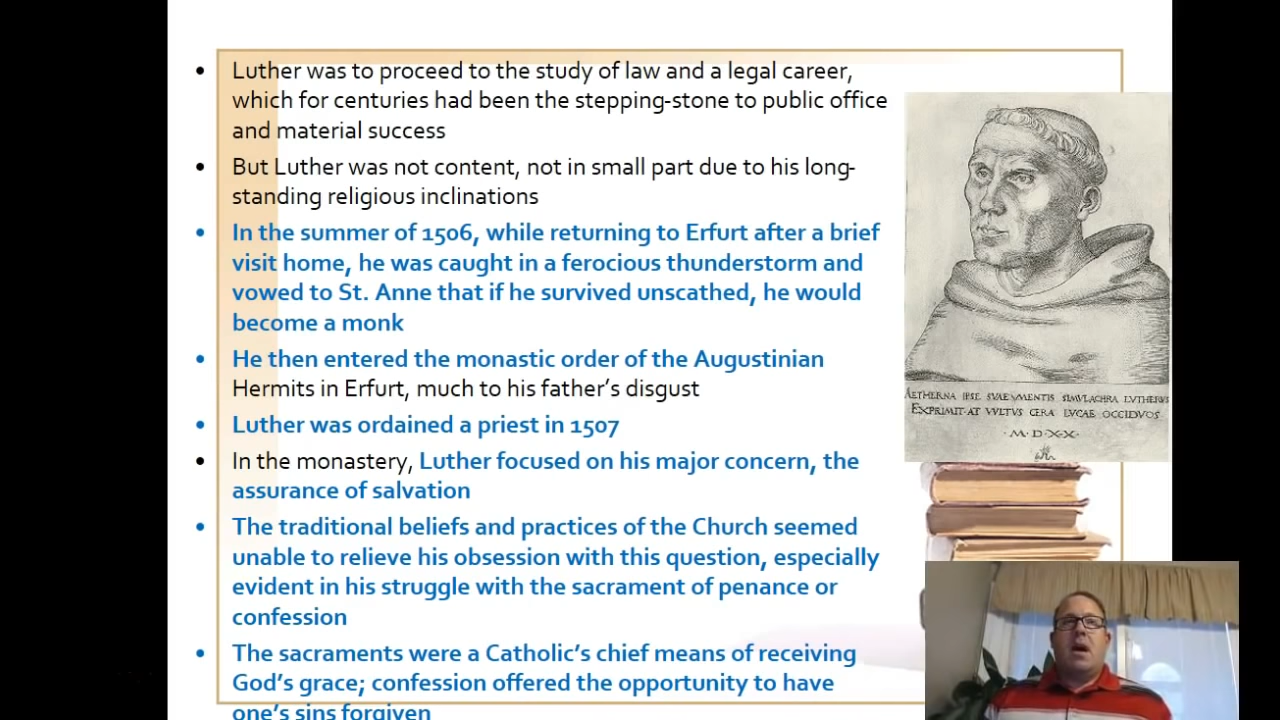 • Luther was to proceed to the study of law and a legal career,
which for centuries had been the stepping-stone to public office
and material success
• But Luther was not content, not in small part due to his long-
standing religious inclinations
• In the summer of 1506, while returning to Erfurt after a brief
visit home, he was caught in a ferocious thunderstorm and
vowed to St. Anne that if he survived unscathed, he would
become a monk
• He then entered the monastic order of the Augustinian
Hermits in Erfurt, much to his father's disgust
• Luther was ordained a priest in 1507
• In the monastery, Luther focused on his major concern, the
assurance of salvation
• The traditional beliefs and practices of the Church seemed
unable to relieve his obsession with this question, especially
evident in his struggle with the sacrament of penance or
confession
• The sacraments were a Catholic's chief means of receiving
God's grace; confession offered the opportunity to have
one's sins forgiven
AETHERNA IPSE SVAE MENTIS SIMVLACHRA LVTHERVS
EXPRIMIT·AT VVLTVS CERA LVCAE OCCIDVOS
·M·D·X·X·